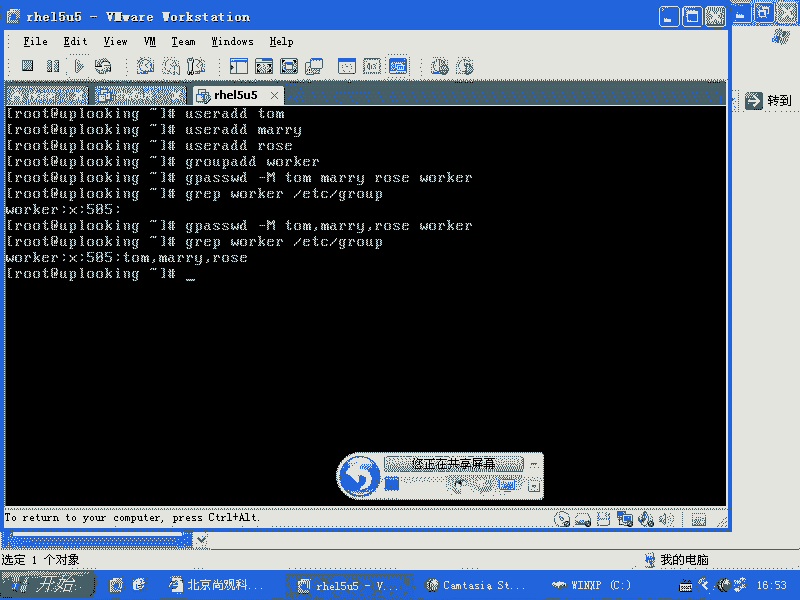 rhel5u5 - VMware Workstation
File Edit View VM Team Windows Help
Home
rhel5u5
转到
[root@uplooking ~]# useradd tom
[root@uplooking ~]# useradd marry
[root@uplooking ~]# useradd rose
[root@uplooking ~]# groupadd worker
[root@uplooking ~]# gpasswd -M tom marry rose worker
[root@uplooking ~]# grep worker /etc/group
worker:x:505:
[root@uplooking ~]# gpasswd -M tom,marry,rose worker
[root@uplooking ~]# grep worker /etc/group
worker:x:505:tom,marry,rose
[root@uplooking ~]# _
您正在共享屏幕
To return to your computer, press Ctrl+Alt.
选定 1 个对象
我的电脑
开始
北京尚观科...
rhel5u5 - V...
Camtasia St...
WINXP (C:)
16:53